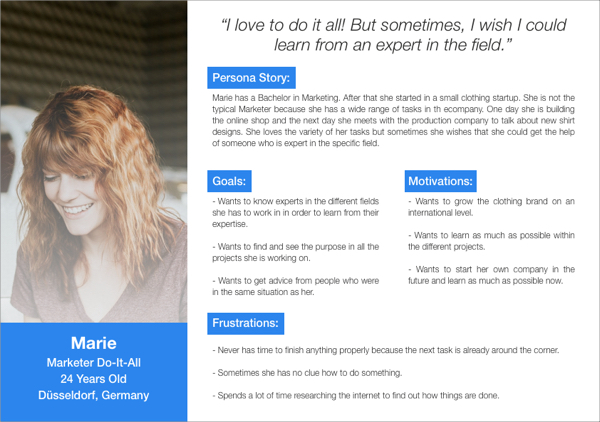 “I love to do it all! But sometimes, I wish I could
learn from an expert in the field.”
Persona Story:
Marie has a Bachelor in Marketing. After that she started in a small clothing startup. She is not the
typical Marketer because she has a wide range of tasks in th ecompany. One day she is building
the online shop and the next day she meets with the production company to talk about new shirt
designs. She loves the variety of her tasks but sometimes she wishes that she could get the help
of someone who is expert in the specific field.
Goals:
- Wants to know experts in the different fields
she has to work in in order to learn from their
expertise.
- Wants to find and see the purpose in all the
projects she is working on.
- Wants to get advice from people who were
in the same situation as her.
Motivations:
- Wants to grow the clothing brand on an
international level.
- Wants to learn as much as possible within
the different projects.
- Wants to start her own company in the
future and learn as much as possible now.
Frustrations:
- Never has time to finish anything properly because the next task is already around the corner.
- Sometimes she has no clue how to do something.
- Spends a lot of time researching the internet to find out how things are done.
Marie
Marketer Do-It-All
24 Years Old
Düsseldorf, Germany